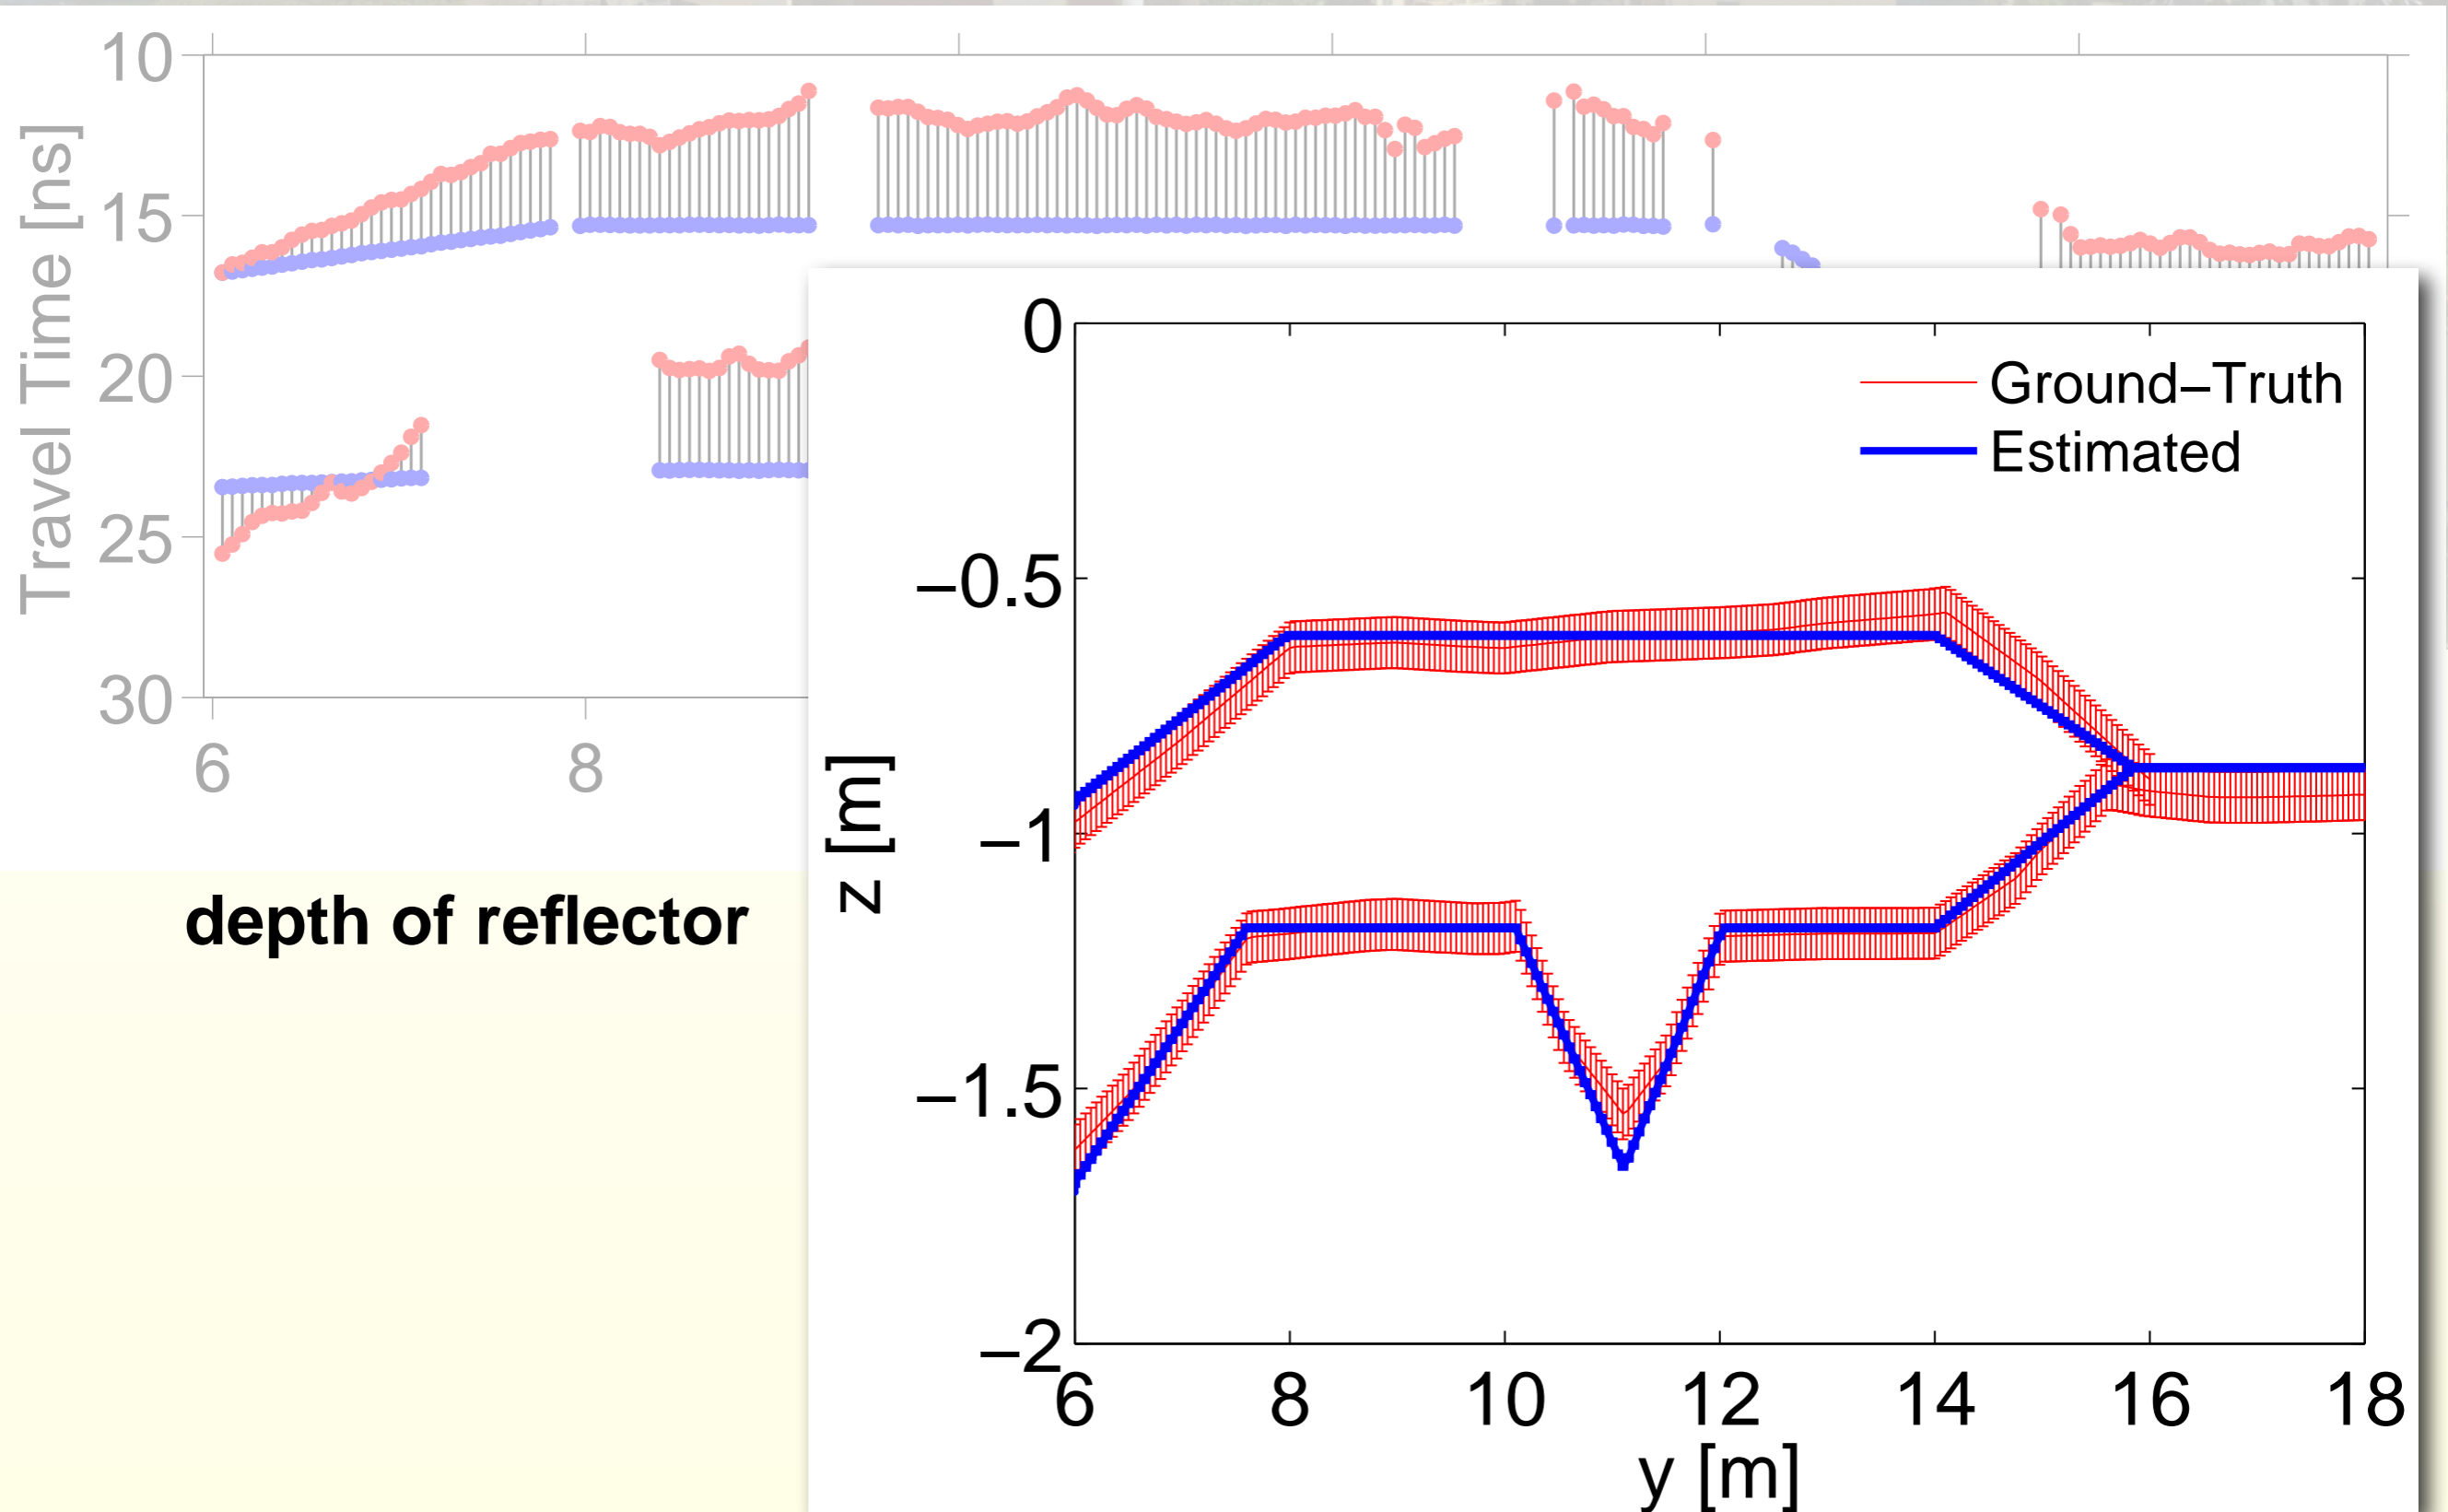 10
15
20
25
30
Travel Time [ns]
6
8
depth of reflector
0
–0.5
–1
–1.5
–2
z [m]
Ground–Truth
Estimated
6 8 10 12 14 16 18
y [m]